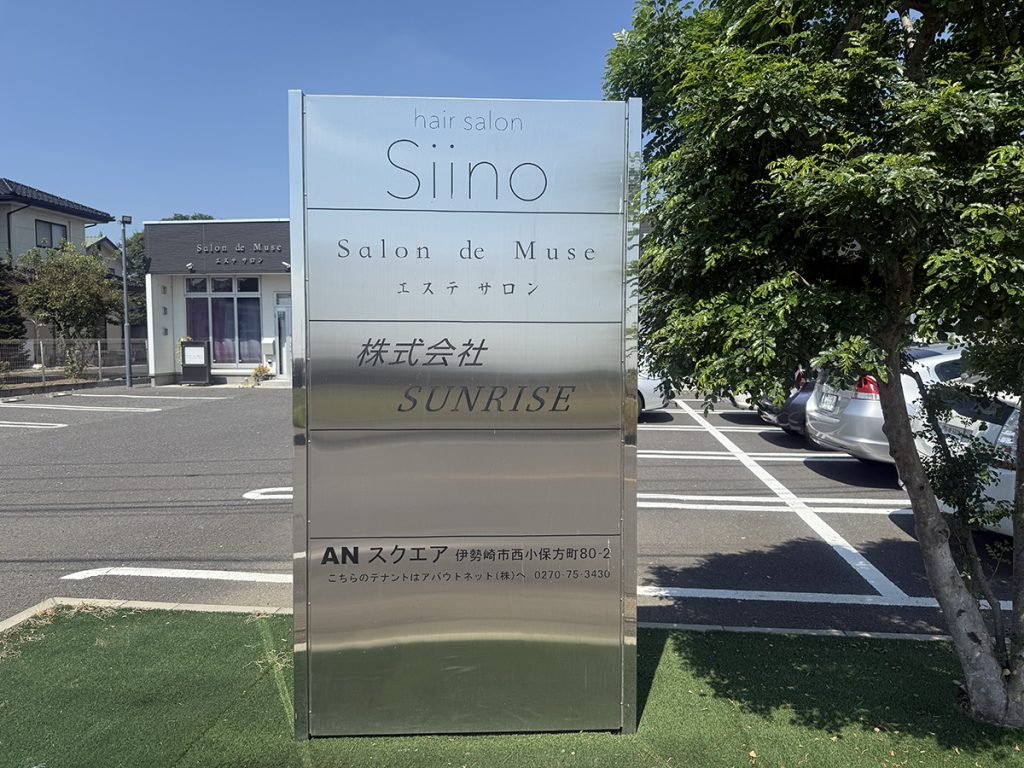 hair salon
Siino
Salon de Muse
エステサロン
株式会社
SUNRISE
AN スクエア 伊勢崎市西小保方町80-2
こちらのテナントはアバウトネット(株)へ 0270-75-3430
Salon de Muse
エステサロン